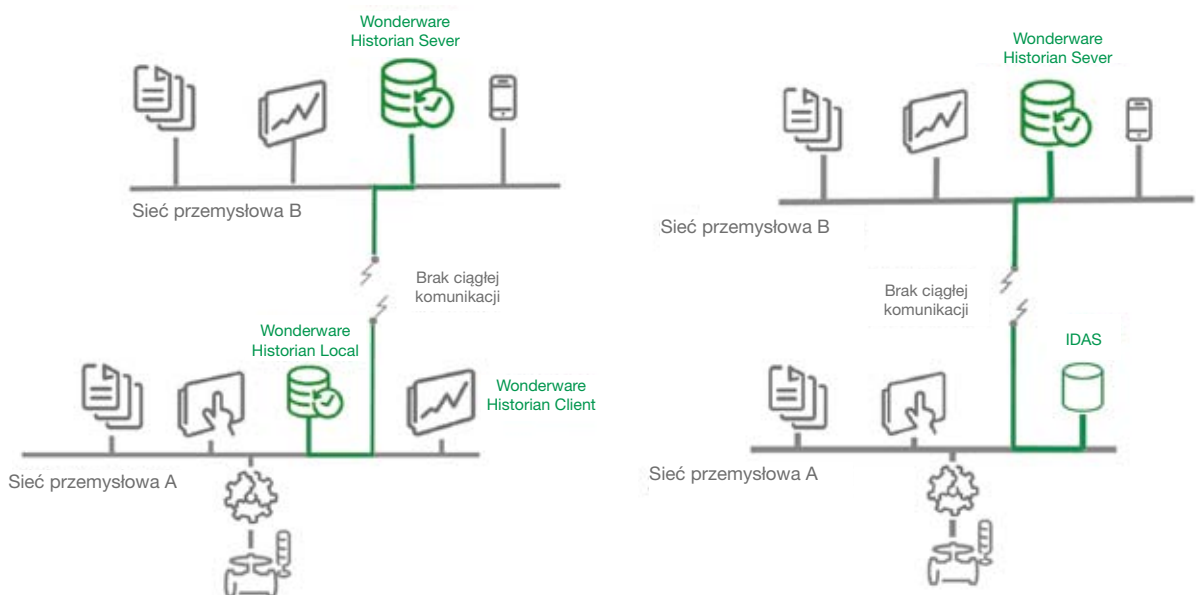 Wonderware
Historian Sever
Sieć przemysłowa B
Brak ciągłej
komunikacji
Wonderware
Historian Local
Wonderware
Historian Client
Sieć przemysłowa A
Wonderware
Historian Sever
Sieć przemysłowa B
Brak ciągłej
komunikacji
IDAS
Sieć przemysłowa A